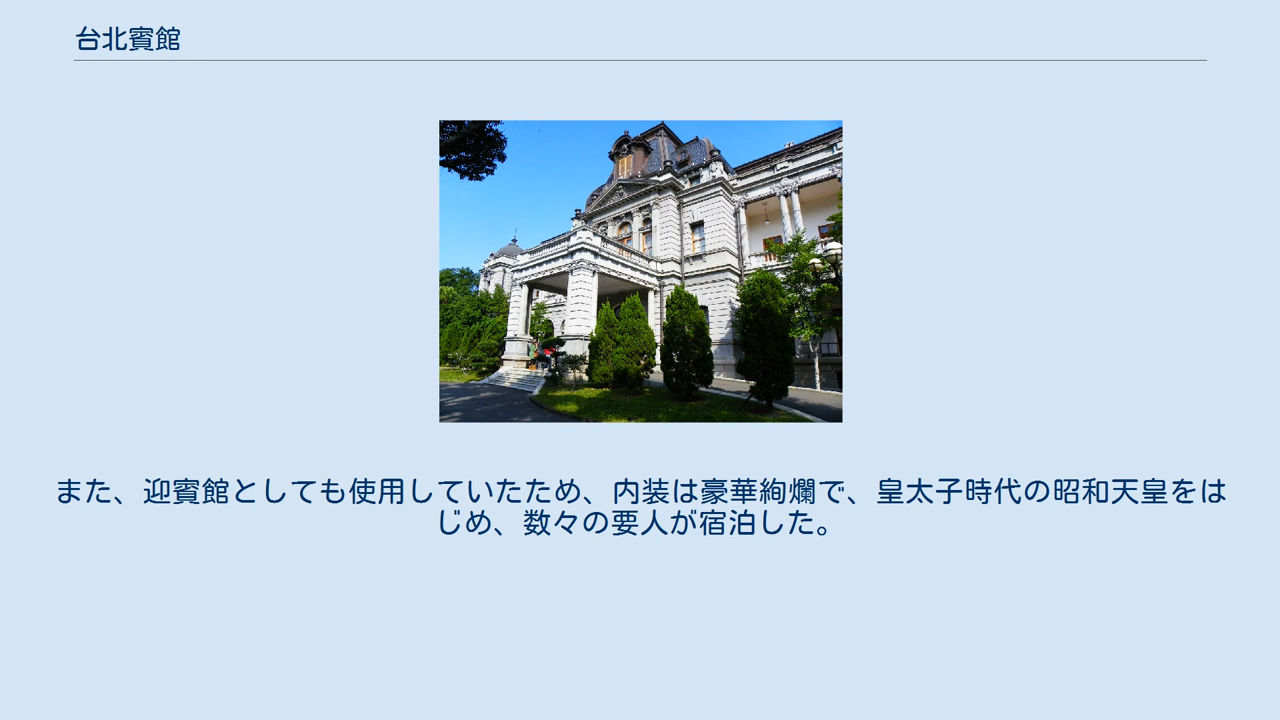 台北賓館
また、迎賓館としても使用していたため、内装は豪華絢爛で、皇太子時代の昭和天皇をは
じめ、数々の要人が宿泊した。